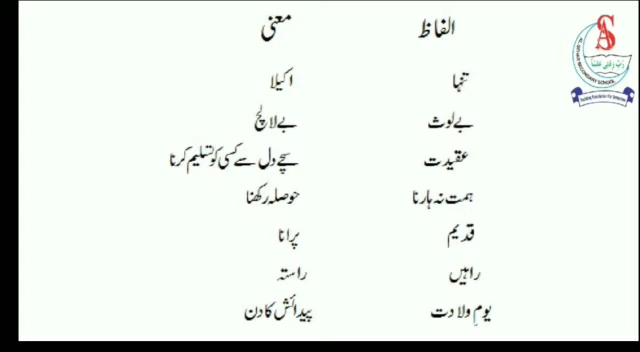 الفاظ معنی
تنہا اکیلا
بے لوث بے لالچ
عقیدت سچے دل سے کسی کو تسلیم کرنا
ہمت نہ ہارنا حوصلہ رکھنا
قدیم پرانا
راہیں راستہ
یومِ ولادت پیدائش کا دن
SA